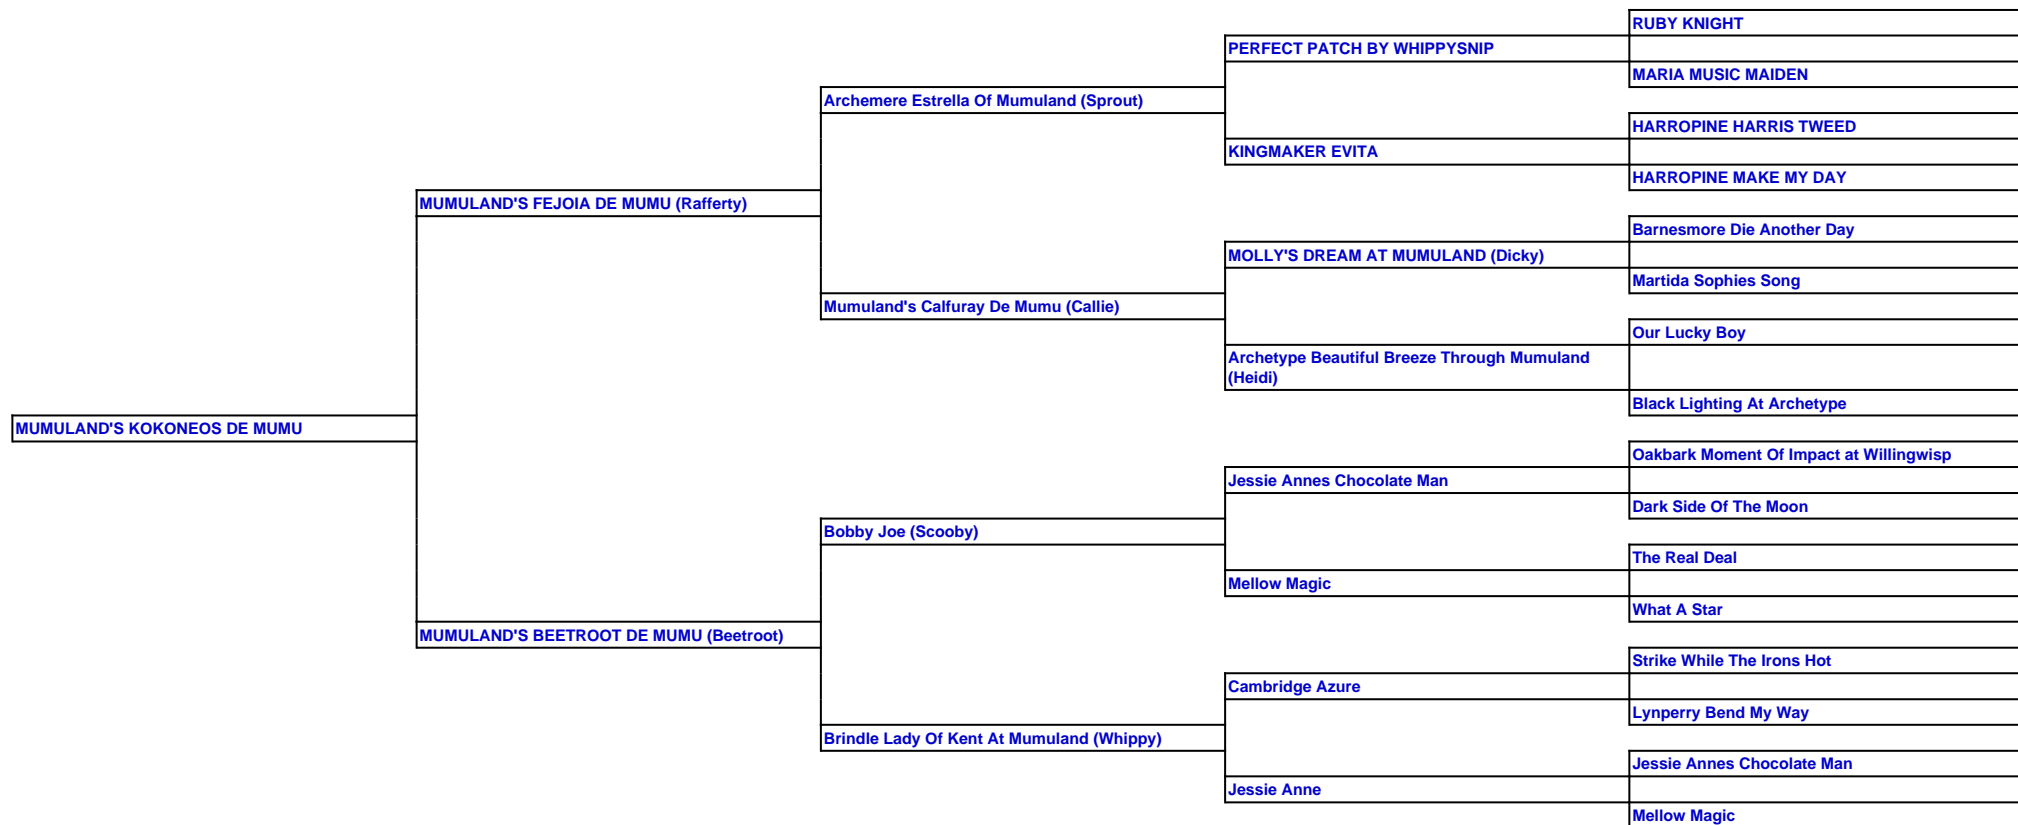 RUBY KNIGHT
PERFECT PATCH BY WHIPPYSNIP
MARIA MUSIC MAIDEN
Archemere Estrella Of Mumuland (Sprout)
HARROPINE HARRIS TWEED
KINGMAKER EVITA
HARROPINE MAKE MY DAY
MUMULAND'S FEJOIA DE MUMU (Rafferty)
Barnesmore Die Another Day
MOLLY'S DREAM AT MUMULAND (Dicky)
Martida Sophies Song
Mumuland's Calfuray De Mumu (Callie)
Our Lucky Boy
Archetype Beautiful Breeze Through Mumuland
(Heidi)
Black Lighting At Archetype
MUMULAND'S KOKONEOS DE MUMU
Oakbark Moment Of Impact at Willingwisp
Jessie Annes Chocolate Man
Dark Side Of The Moon
Bobby Joe (Scooby)
The Real Deal
Mellow Magic
What A Star
MUMULAND'S BEETROOT DE MUMU (Beetroot)
Strike While The Irons Hot
Cambridge Azure
Lynperry Bend My Way
Brindle Lady Of Kent At Mumuland (Whippy)
Jessie Annes Chocolate Man
Jessie Anne
Mellow Magic